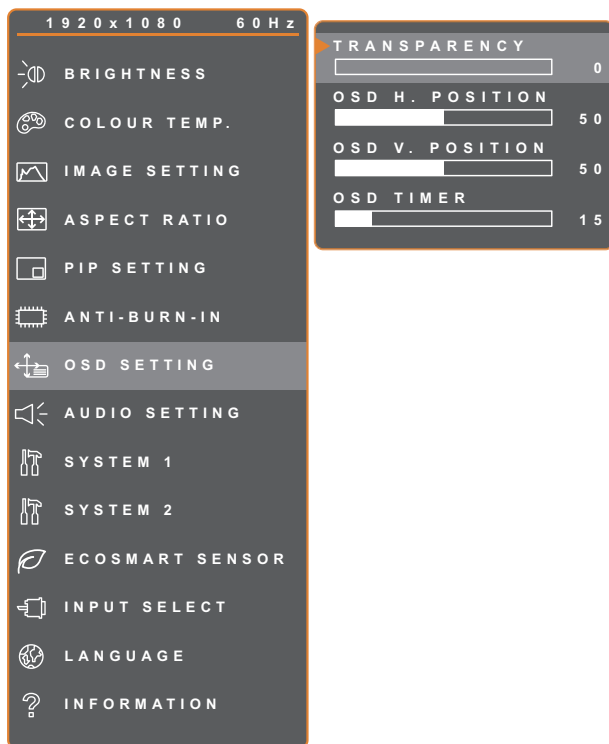 1920x1080 60Hz
BRIGHTNESS
COLOUR TEMP.
IMAGE SETTING
ASPECT RATIO
PIP SETTING
ANTI-BURN-IN
OSD SETTING
AUDIO SETTING
SYSTEM 1
SYSTEM 2
ECOSMART SENSOR
INPUT SELECT
LANGUAGE
INFORMATION
TRANSPARENCY
0
OSD H. POSITION
50
OSD V. POSITION
50
OSD TIMER
15